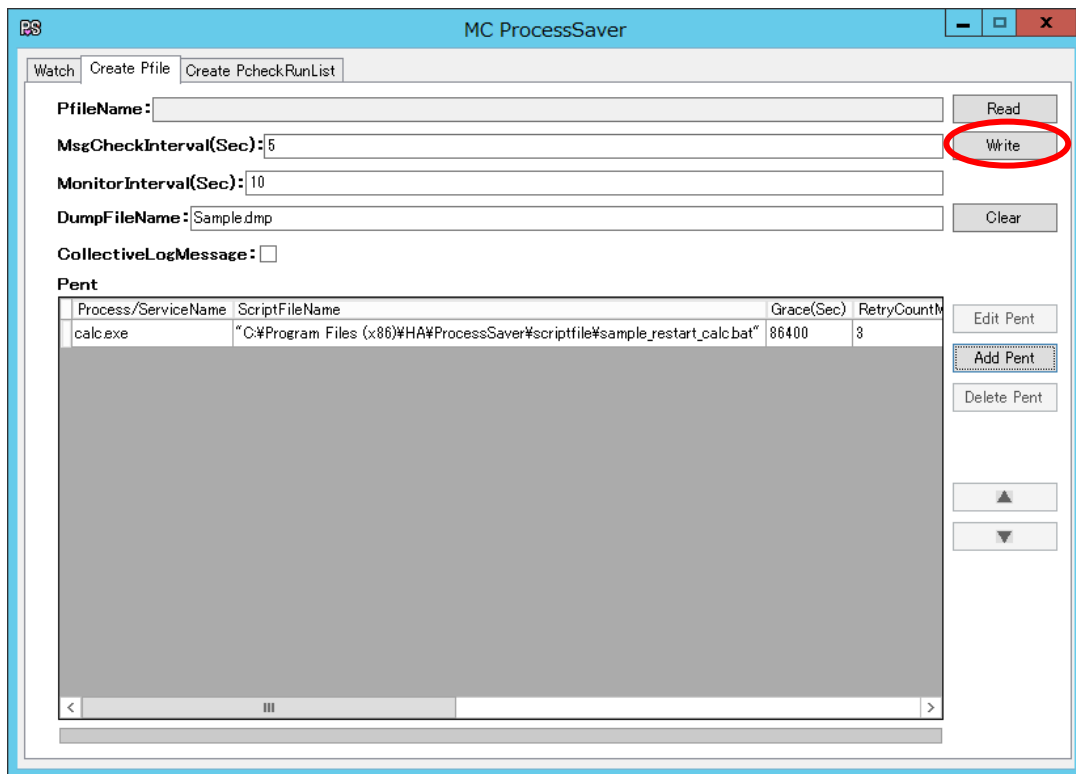 PS MC ProcessSaver
Watch Create Pfile Create PcheckRunList
PfileName: Read
MsgCheckInterval(Sec): 5 Write
MonitorInterval(Sec): 10
DumpFileName: Sample.dmp Clear
CollectiveLogMessage:
Pent
Process/ServiceName ScriptFileName Grace(Sec) RetryCountM
calc.exe "C:¥Program Files (x86)¥HA¥ProcessSaver¥scriptfile¥sample_restart_calc.bat" 86400 3
Edit Pent
Add Pent
Delete Pent
▲
▼